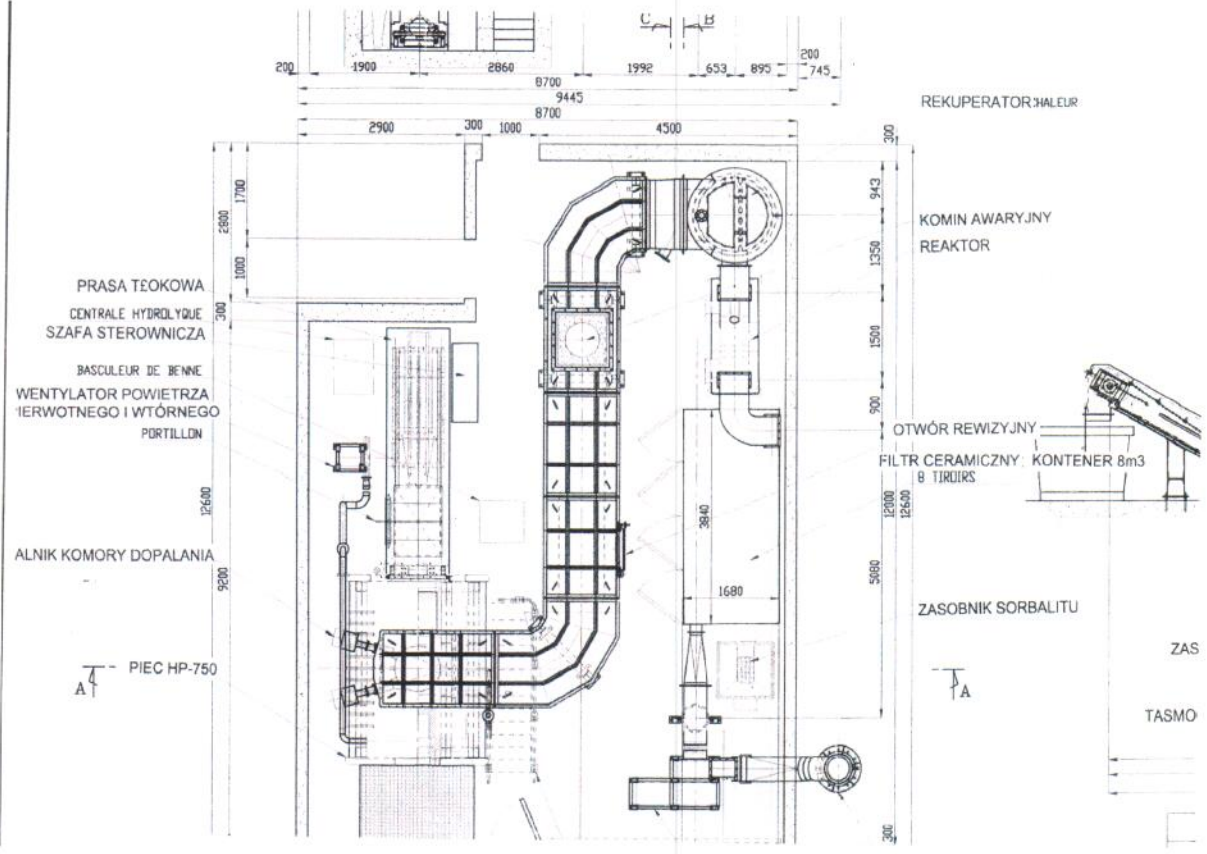 C B
200 1900 2860 1992 653 895 200 745
8700
9445
8700
2900 300 1000 4500
REKUPERATOR HALEUR
300
943
1700
2800
KOMIN AWARYJNY
REAKTOR
1350
1000
PRASA TŁOKOWA
CENTRALE HYDROLYQUE
300
SZAFA STEROWNICZA
1500
BASCULEUR DE BENNE
WENTYLATOR POWIETRZA
IERWOTNEGO I WTÓRNEGO
900
PORTILLON
OTWÓR REWIZYJNY
FILTR CERAMICZNY KONTENER 8m3
8 TIROIRS
12600
12000
12600
3840
ALNIK KOMORY DOPALANIA
9200
5080
1680
ZASOBNIK SORBALITU
ZAS
PIEC HP-750
A A
TASMO
300